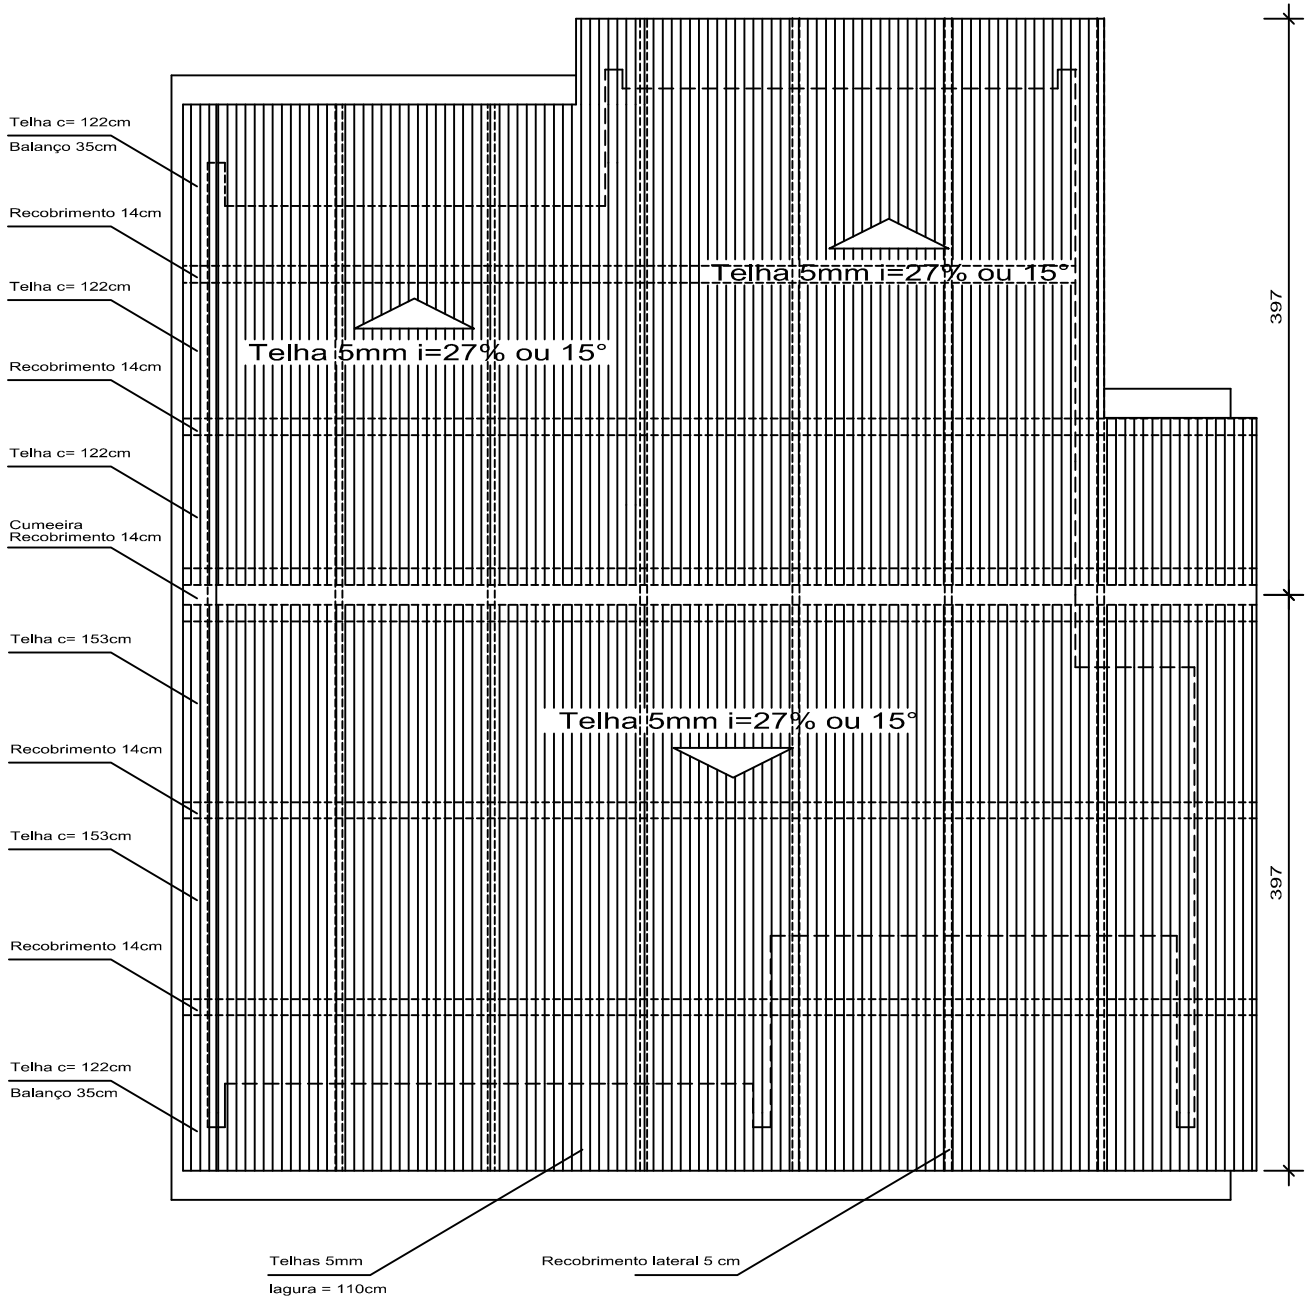 Telha c= 122cm
Balanço 35cm
Recobrimento 14cm
Telha c= 122cm
Recobrimento 14cm
Telha c= 122cm
Cumeeira
Recobrimento 14cm
Telha c= 153cm
Recobrimento 14cm
Telha c= 153cm
Recobrimento 14cm
Telha c= 122cm
Balanço 35cm
Telha 5mm i=27% ou 15°
Telha 5mm i=27% ou 15°
Telha 5mm i=27% ou 15°
397
397
Telhas 5mm
lagura = 110cm
Recobrimento lateral 5 cm